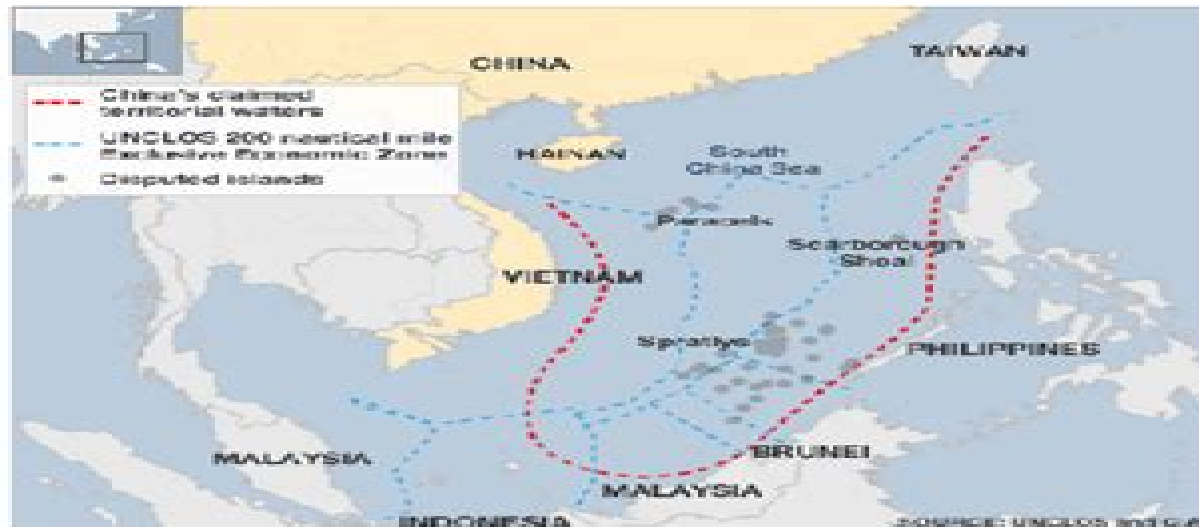 CHINA
TAIWAN
China's claimed
territorial waters
UNCLOS 200 nautical mile
Exclusive Economic Zone
Disputed islands
HAINAN
South
China Sea
Paracels
Scarborough
Shoal
VIETNAM
Spratlys
PHILIPPINES
MALAYSIA
BRUNEI
MALAYSIA
INDONESIA
SOURCE: UNCLOS and CIA